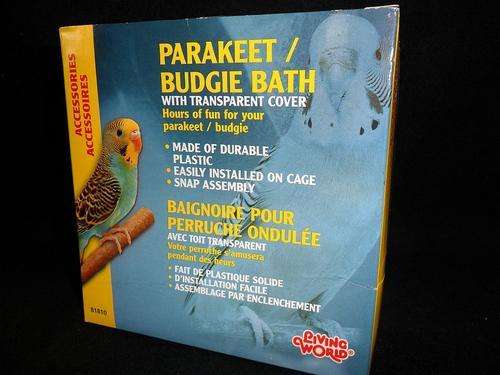 ACCESSORIES
ACCESSOIRES
PARAKEET /
BUDGIE BATH
WITH TRANSPARENT COVER
Hours of fun for your
parakeet / budgie
• MADE OF DURABLE
PLASTIC
• EASILY INSTALLED ON CAGE
• SNAP ASSEMBLY
BAIGNOIRE POUR
PERRUCHE ONDULÉE
AVEC TOIT TRANSPARENT
Votre perruche s'amusera
pendant des heurs
• FAIT DE PLASTIQUE SOLIDE
• D'INSTALLATION FACILE
• ASSEMBLAGE PAR ENCLENCHEMENT
81810
LIVING
WORLD®